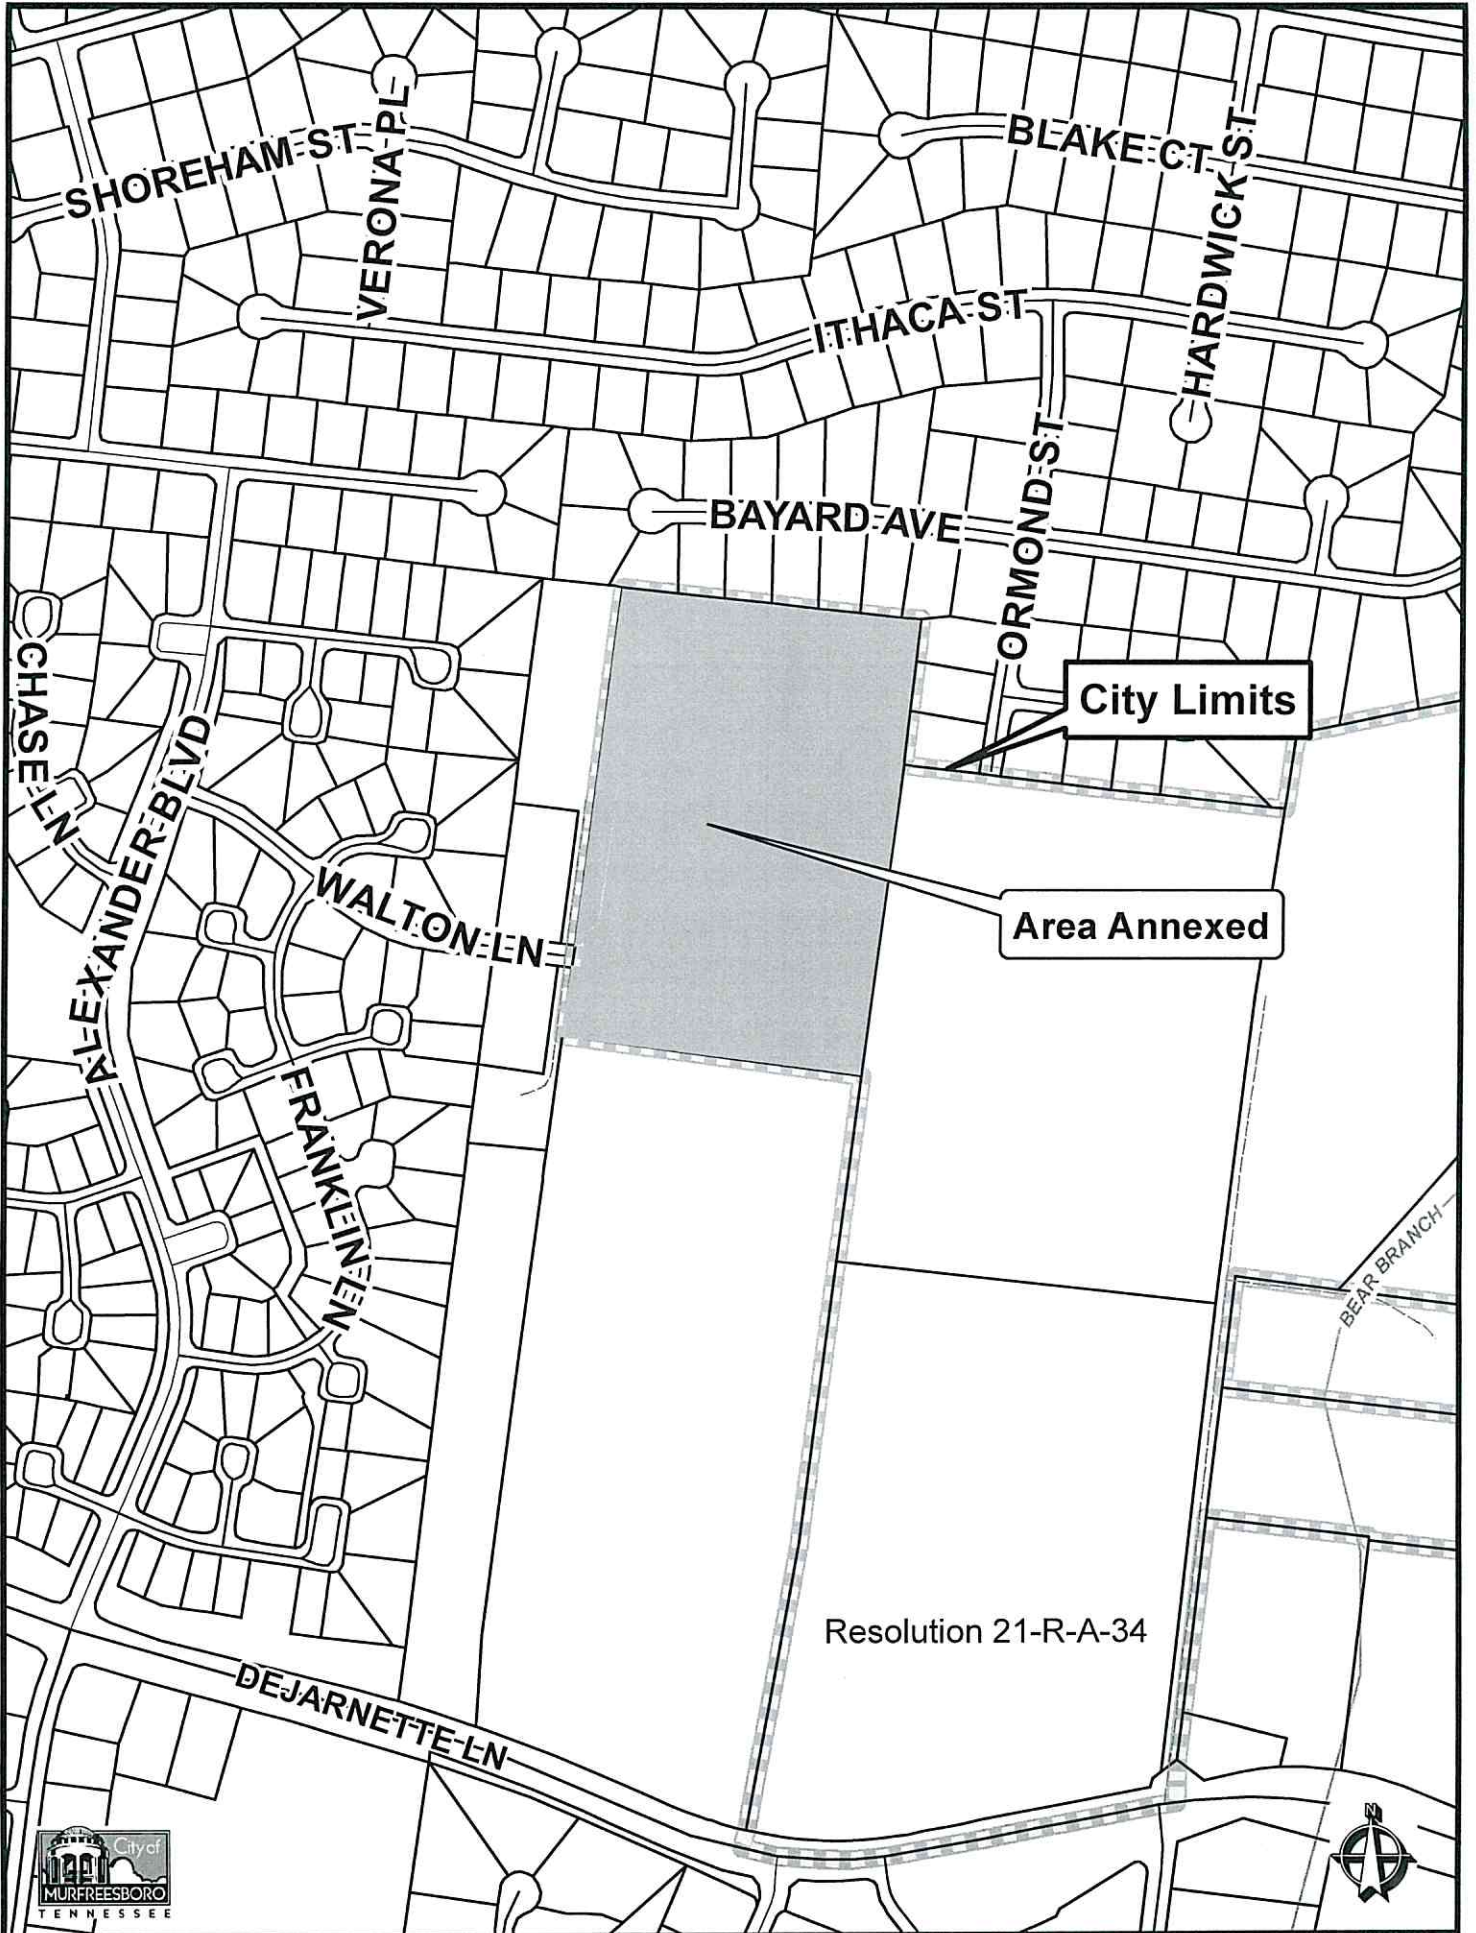 SHOREHAM ST
VERONA PL
BLAKE CT
HARDWICK ST
ITHACA ST
BAYARD AVE
ORMOND ST
City Limits
CHASE LN
ALEXANDER BLVD
WALTON LN
Area Annexed
FRANKLIN LN
BEAR BRANCH
Resolution 21-R-A-34
DEJARNETTE LN
City of
MURFREESBORO
TENNESSEE
N